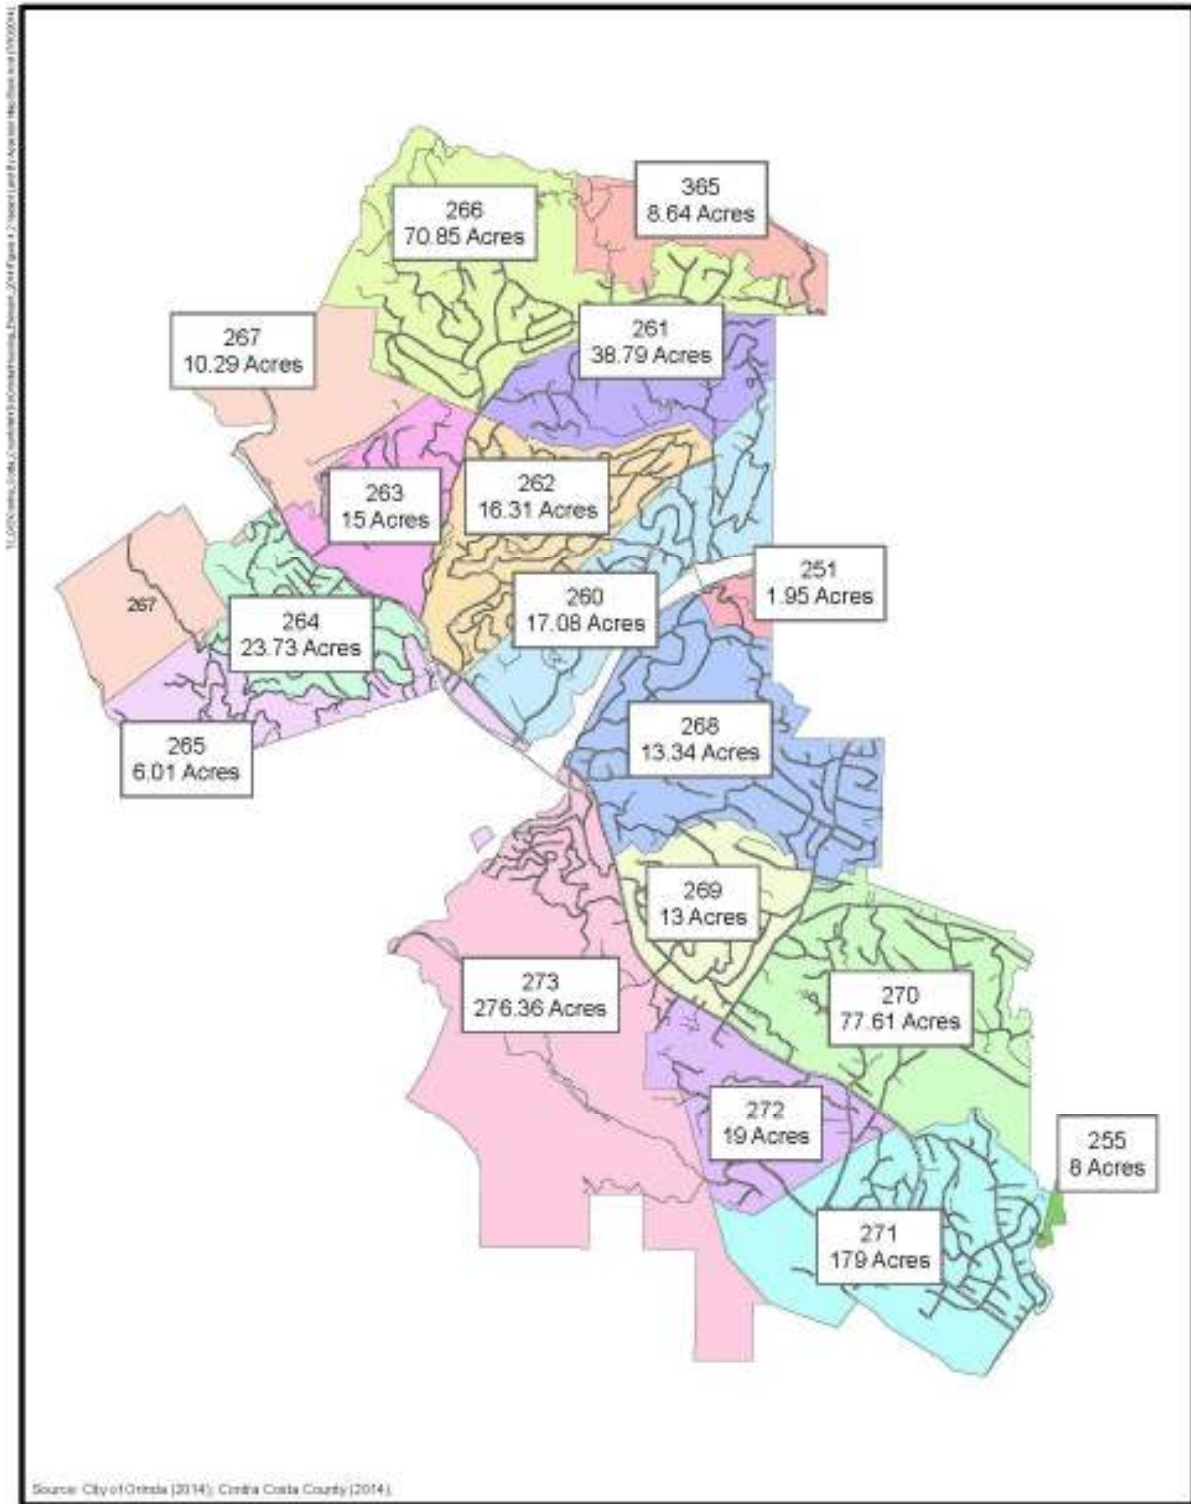 365
8.64 Acres
266
70.85 Acres
261
38.79 Acres
267
10.29 Acres
263
15 Acres
262
16.31 Acres
251
1.95 Acres
260
17.08 Acres
267
264
23.73 Acres
268
13.34 Acres
265
6.01 Acres
269
13 Acres
273
276.36 Acres
270
77.61 Acres
272
19 Acres
255
8 Acres
271
179 Acres
Source: City of Orinda (2014); Contra Costa County (2014).